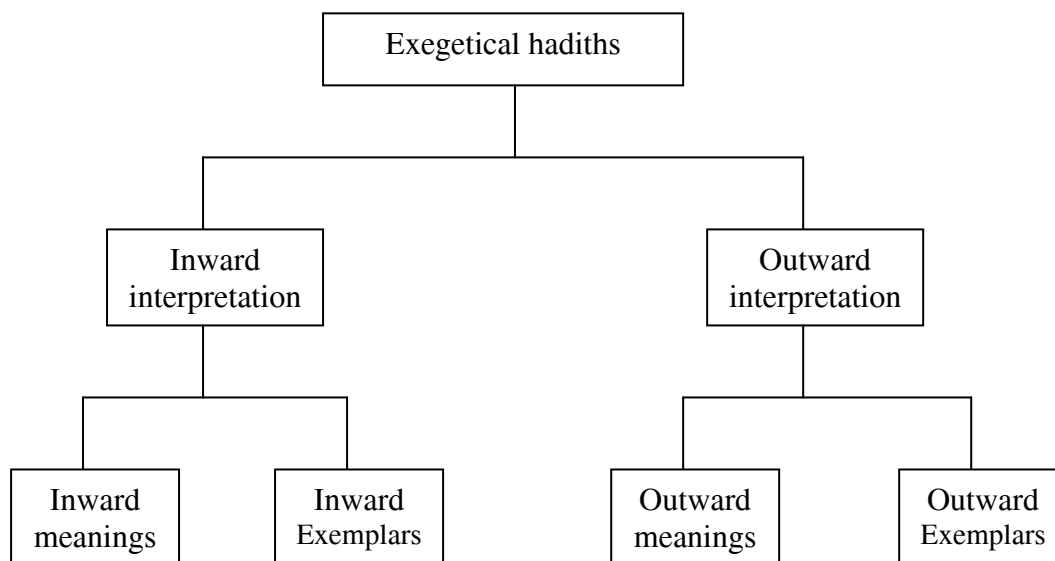 Exegetical hadiths
Inward
interpretation
Outward
interpretation
Inward
meanings
Inward
Exemplars
Outward
meanings
Outward
Exemplars